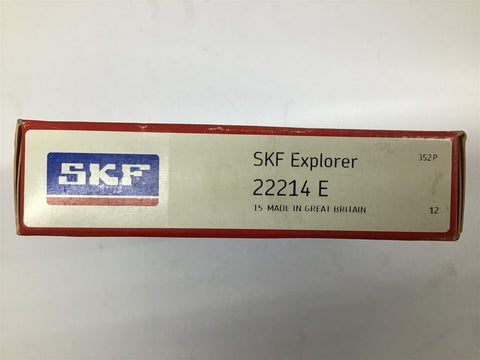 SKF
SKF Explorer
352P
22214 E
15 MADE IN GREAT BRITAIN
12